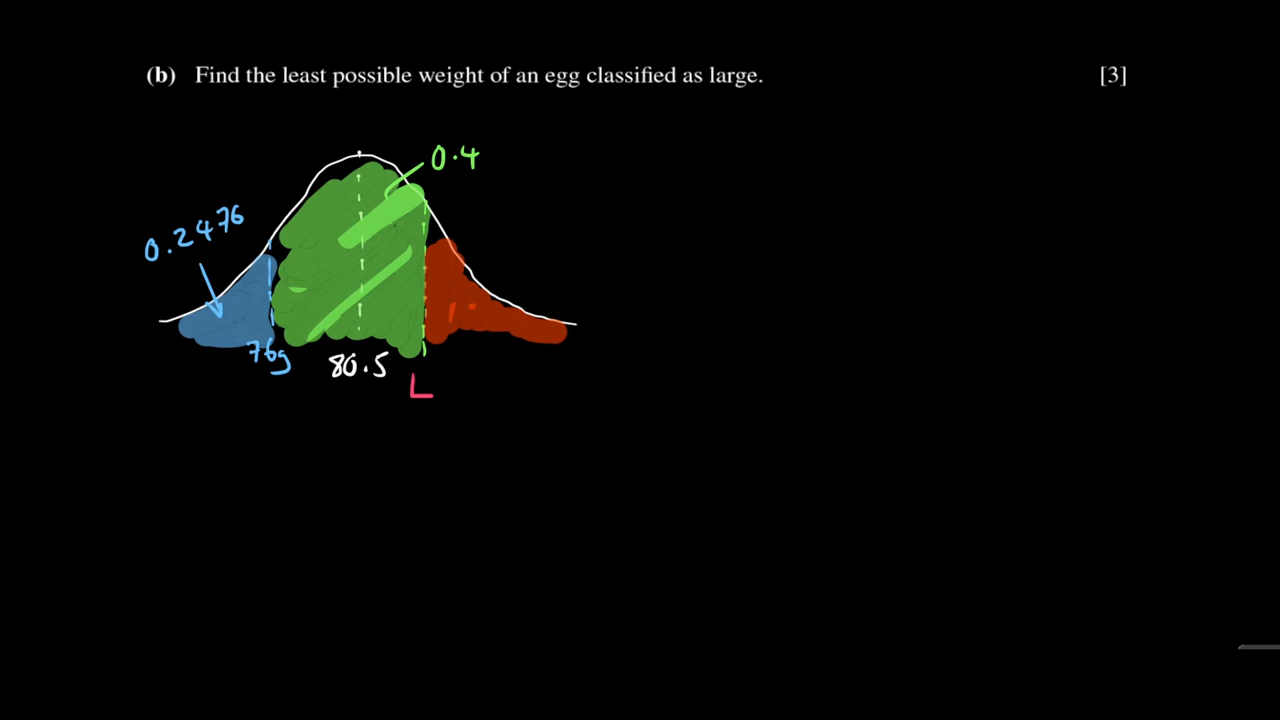 (b) Find the least possible weight of an egg classified as large. [3]
0.4
0.2476
76g
80.5
L